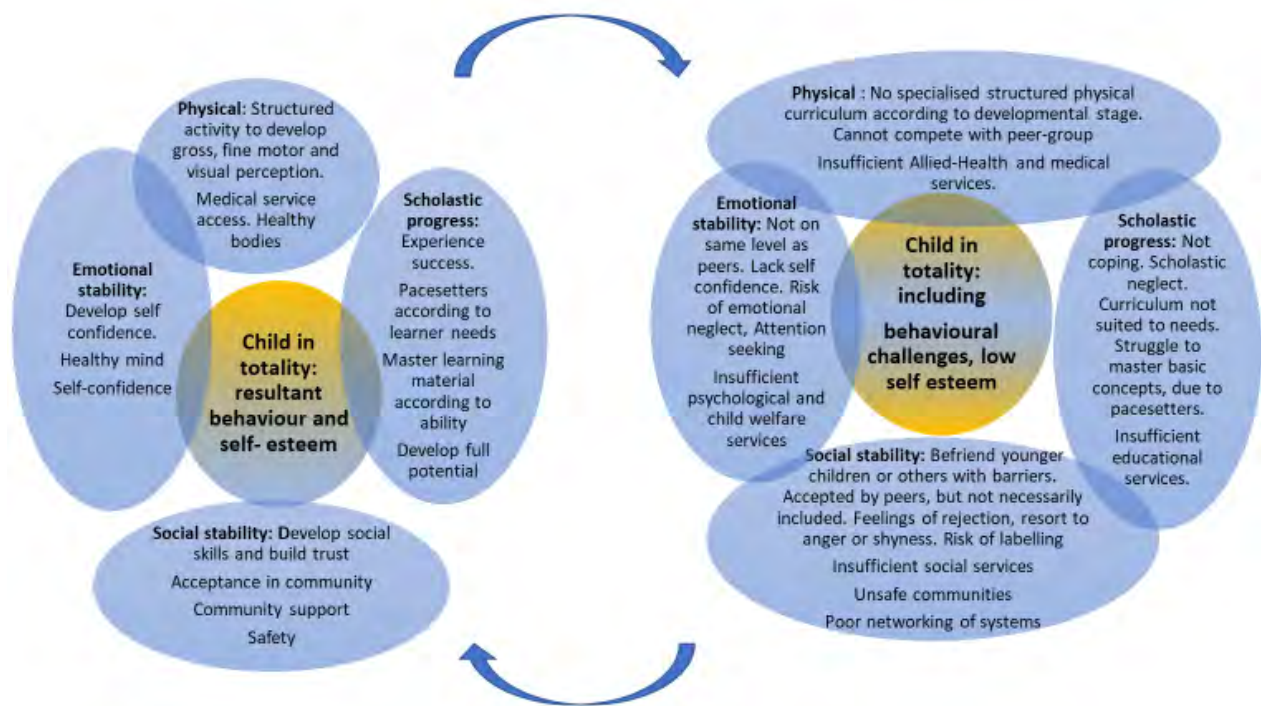 Physical: Structured
activity to develop
gross, fine motor and
visual perception.
Medical service
access. Healthy
bodies
Emotional
stability:
Develop self
confidence.
Healthy mind
Self-confidence
Child in
totality:
resultant
behaviour and
self- esteem
Scholastic
progress:
Experience
success.
Pacesetters
according to
learner needs
Master learning
material
according to
ability
Develop full
potential
Social stability: Develop social
skills and build trust
Acceptance in community
Community support
Safety
Physical : No specialised structured physical
curriculum according to developmental stage.
Cannot compete with peer-group
Insufficient Allied-Health and medical
services.
Emotional
stability: Not on
same level as
peers. Lack self
confidence. Risk
of emotional
neglect, Attention
seeking
Insufficient
psychological and
child welfare
services
Child in
totality:
including
behavioural
challenges, low
self esteem
Scholastic
progress: Not
coping. Scholastic
neglect.
Curriculum not
suited to needs.
Struggle to
master basic
concepts, due to
pacesetters.
Insufficient
educational
services.
Social stability: Befriend younger
children or others with barriers.
Accepted by peers, but not necessarily
included. Feelings of rejection, resort to
anger or shyness. Risk of labelling
Insufficient social services
Unsafe communities
Poor networking of systems